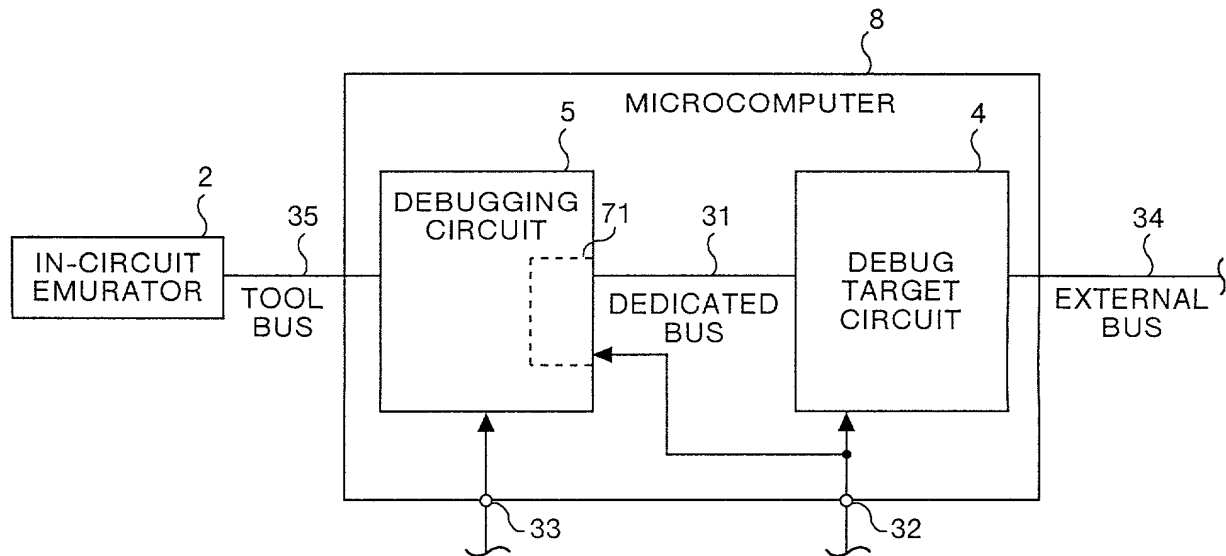 8
MICROCOMPUTER
5
4
2
DEBUGGING
CIRCUIT
71
35
31
34
IN-CIRCUIT
EMURATOR
TOOL
BUS
DEDICATED
BUS
DEBUG
TARGET
CIRCUIT
EXTERNAL
BUS
33
32